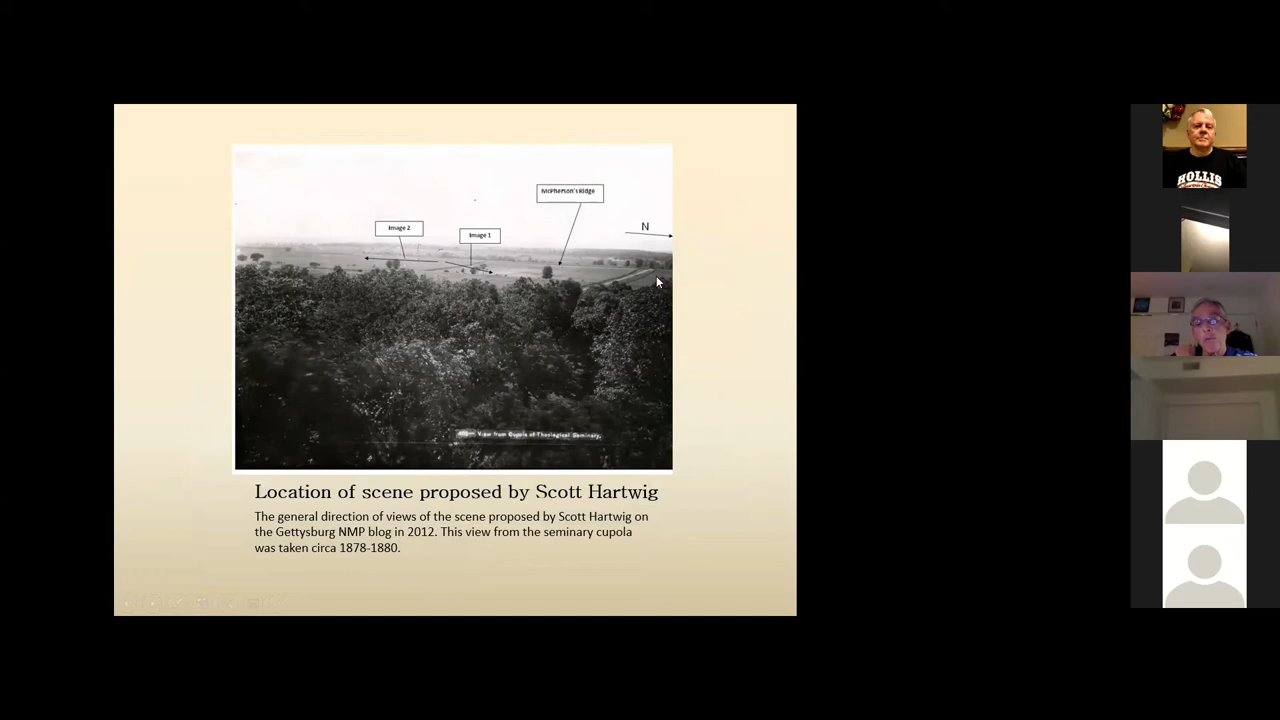 McPherson's Ridge
N
Image 2
Image 1
View from Cupola of Theological Seminary.
Location of scene proposed by Scott Hartwig
The general direction of views of the scene proposed by Scott Hartwig on
the Gettysburg NMP blog in 2012. This view from the seminary cupola
was taken circa 1878-1880.
HOLLIS